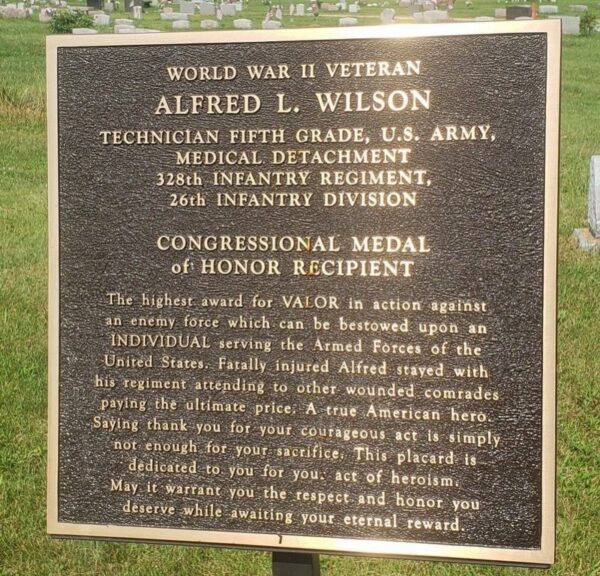 WORLD WAR II VETERAN
ALFRED L. WILSON
TECHNICIAN FIFTH GRADE, U.S. ARMY,
MEDICAL DETACHMENT
328th INFANTRY REGIMENT,
26th INFANTRY DIVISION
CONGRESSIONAL MEDAL
of HONOR RECIPIENT
The highest award for VALOR in action against
an enemy force which can be bestowed upon an
INDIVIDUAL serving the Armed Forces of the
United States. Fatally injured Alfred stayed with
his regiment attending to other wounded comrades
paying the ultimate price. A true American hero.
Saying thank you for your courageous act is simply
not enough for your sacrifice. This placard is
dedicated to you for you. act of heroism.
May it warrant you the respect and honor you
deserve while awaiting your eternal reward.